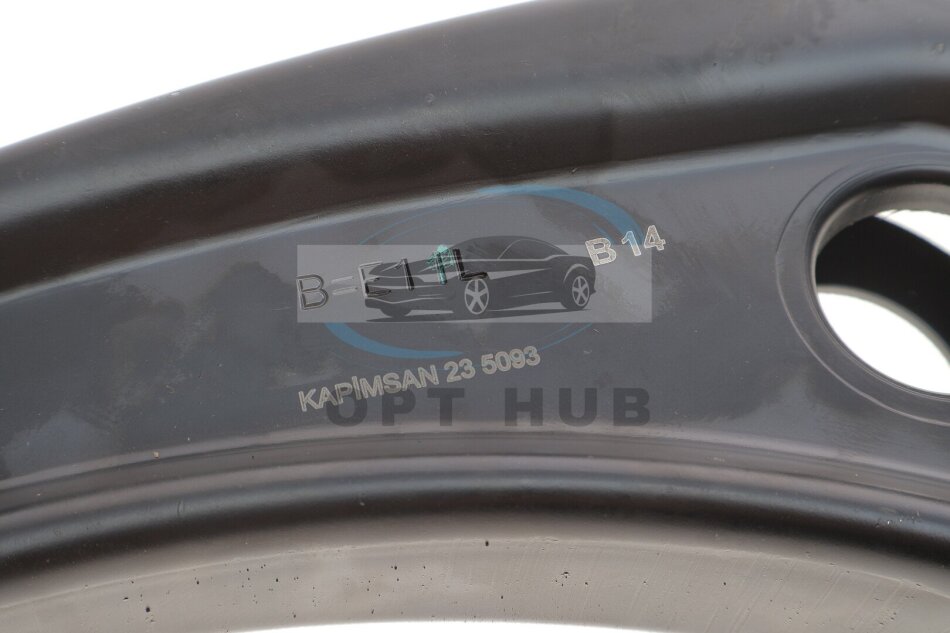 B=E1 1L B 14
KAPİMSAN 23 5093
OPT HUB